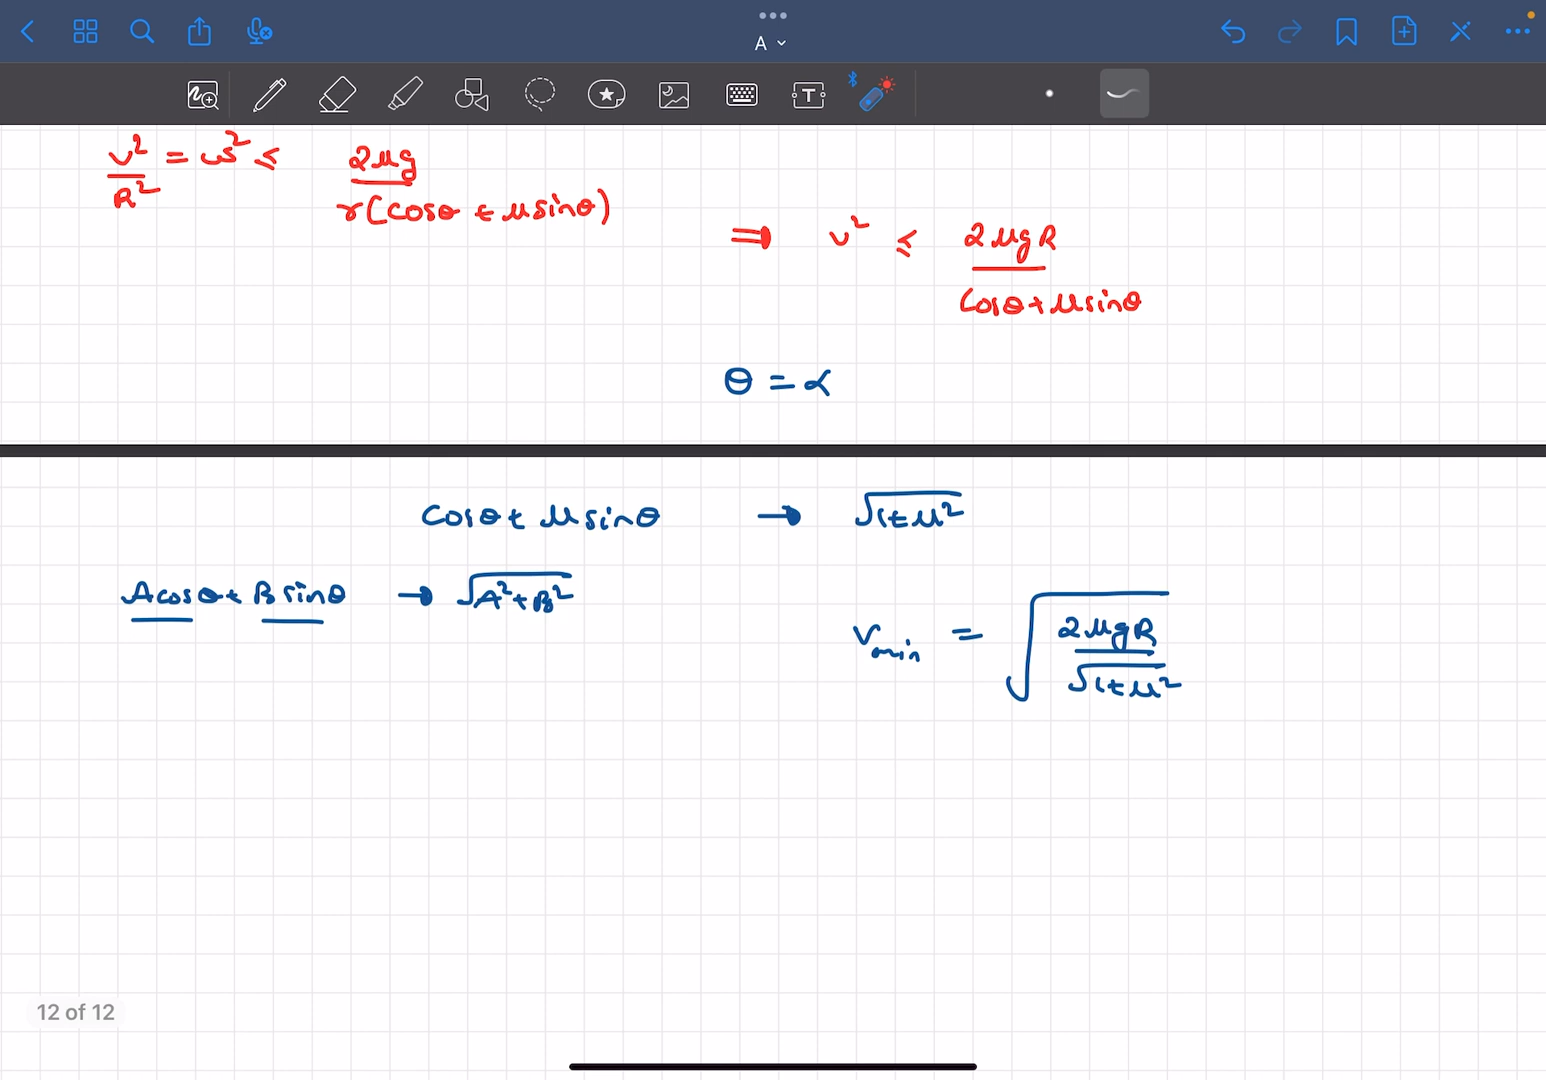 A
v²/R² = ω² ≤ 2μg / r(cosθ + μsinθ)
⇒ v² ≤ 2μgR / cosθ + μsinθ
θ = α
cosθ + μsinθ → √1+μ²
Acosθ + Bsinθ → √A²+B²
v_min = √(2μgR / √1+μ²)
12 of 12